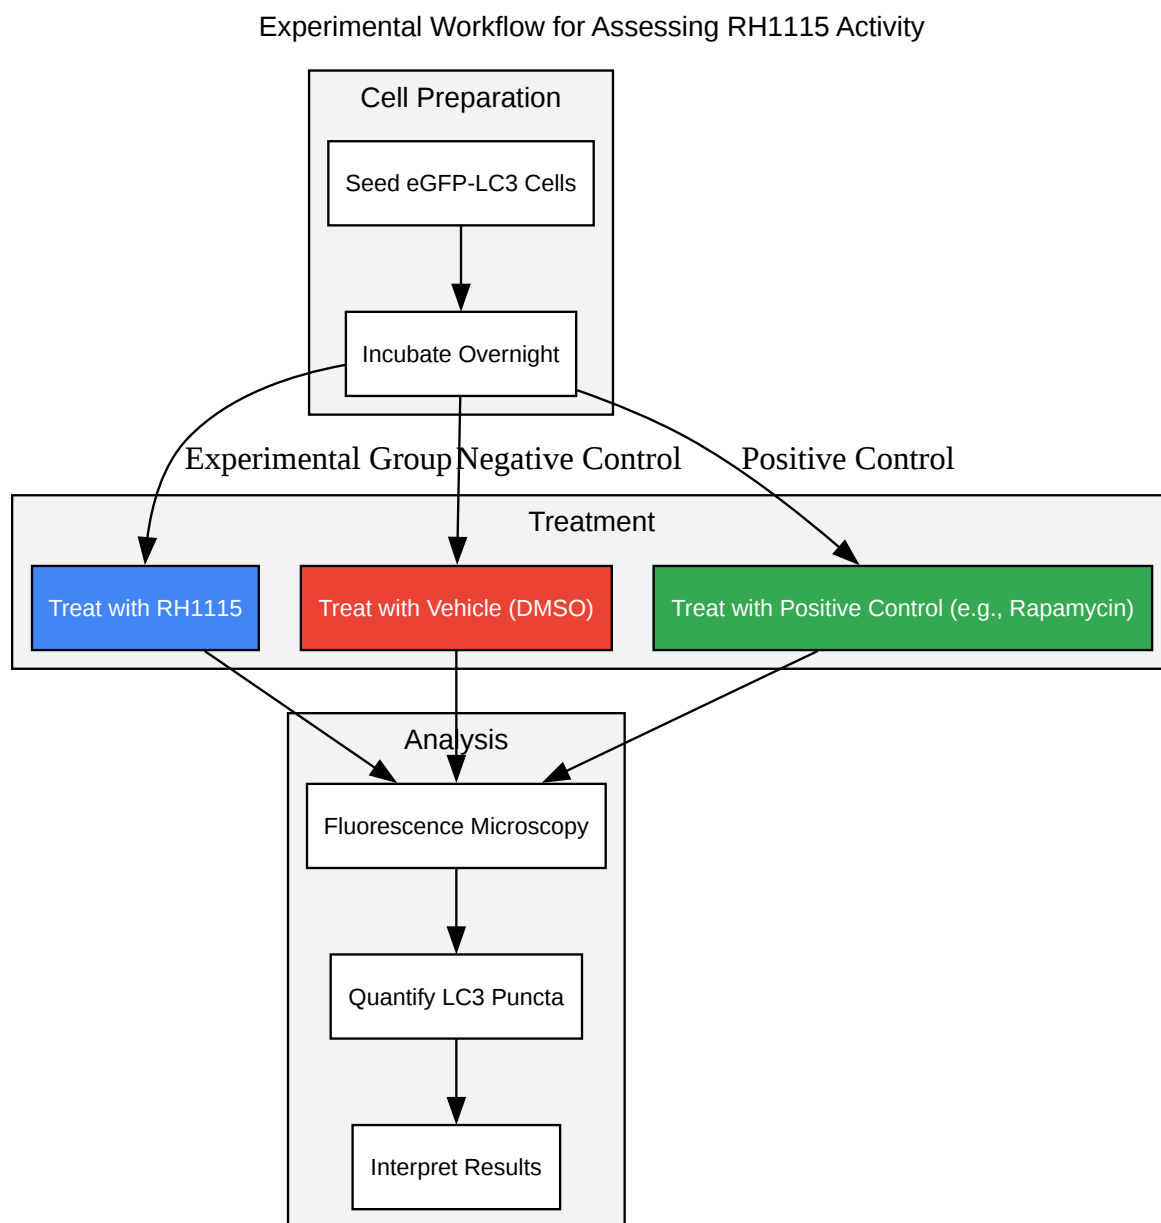 Experimental Workflow for Assessing RH1115 Activity
Cell Preparation
Seed eGFP-LC3 Cells
Incubate Overnight
Experimental Group
Negative Control
Positive Control
Treatment
Treat with RH1115
Treat with Vehicle (DMSO)
Treat with Positive Control (e.g., Rapamycin)
Analysis
Fluorescence Microscopy
Quantify LC3 Puncta
Interpret Results